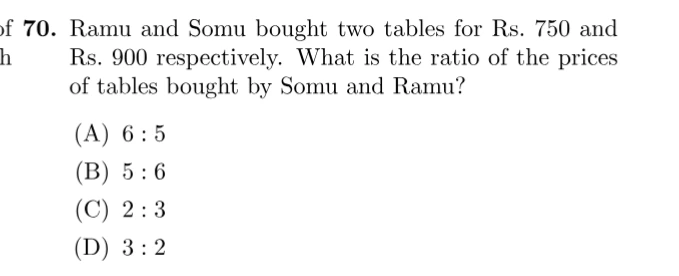 of 70. Ramu and Somu bought two tables for Rs. 750 and
h Rs. 900 respectively. What is the ratio of the prices
of tables bought by Somu and Ramu?
(A) 6 : 5
(B) 5 : 6
(C) 2 : 3
(D) 3 : 2